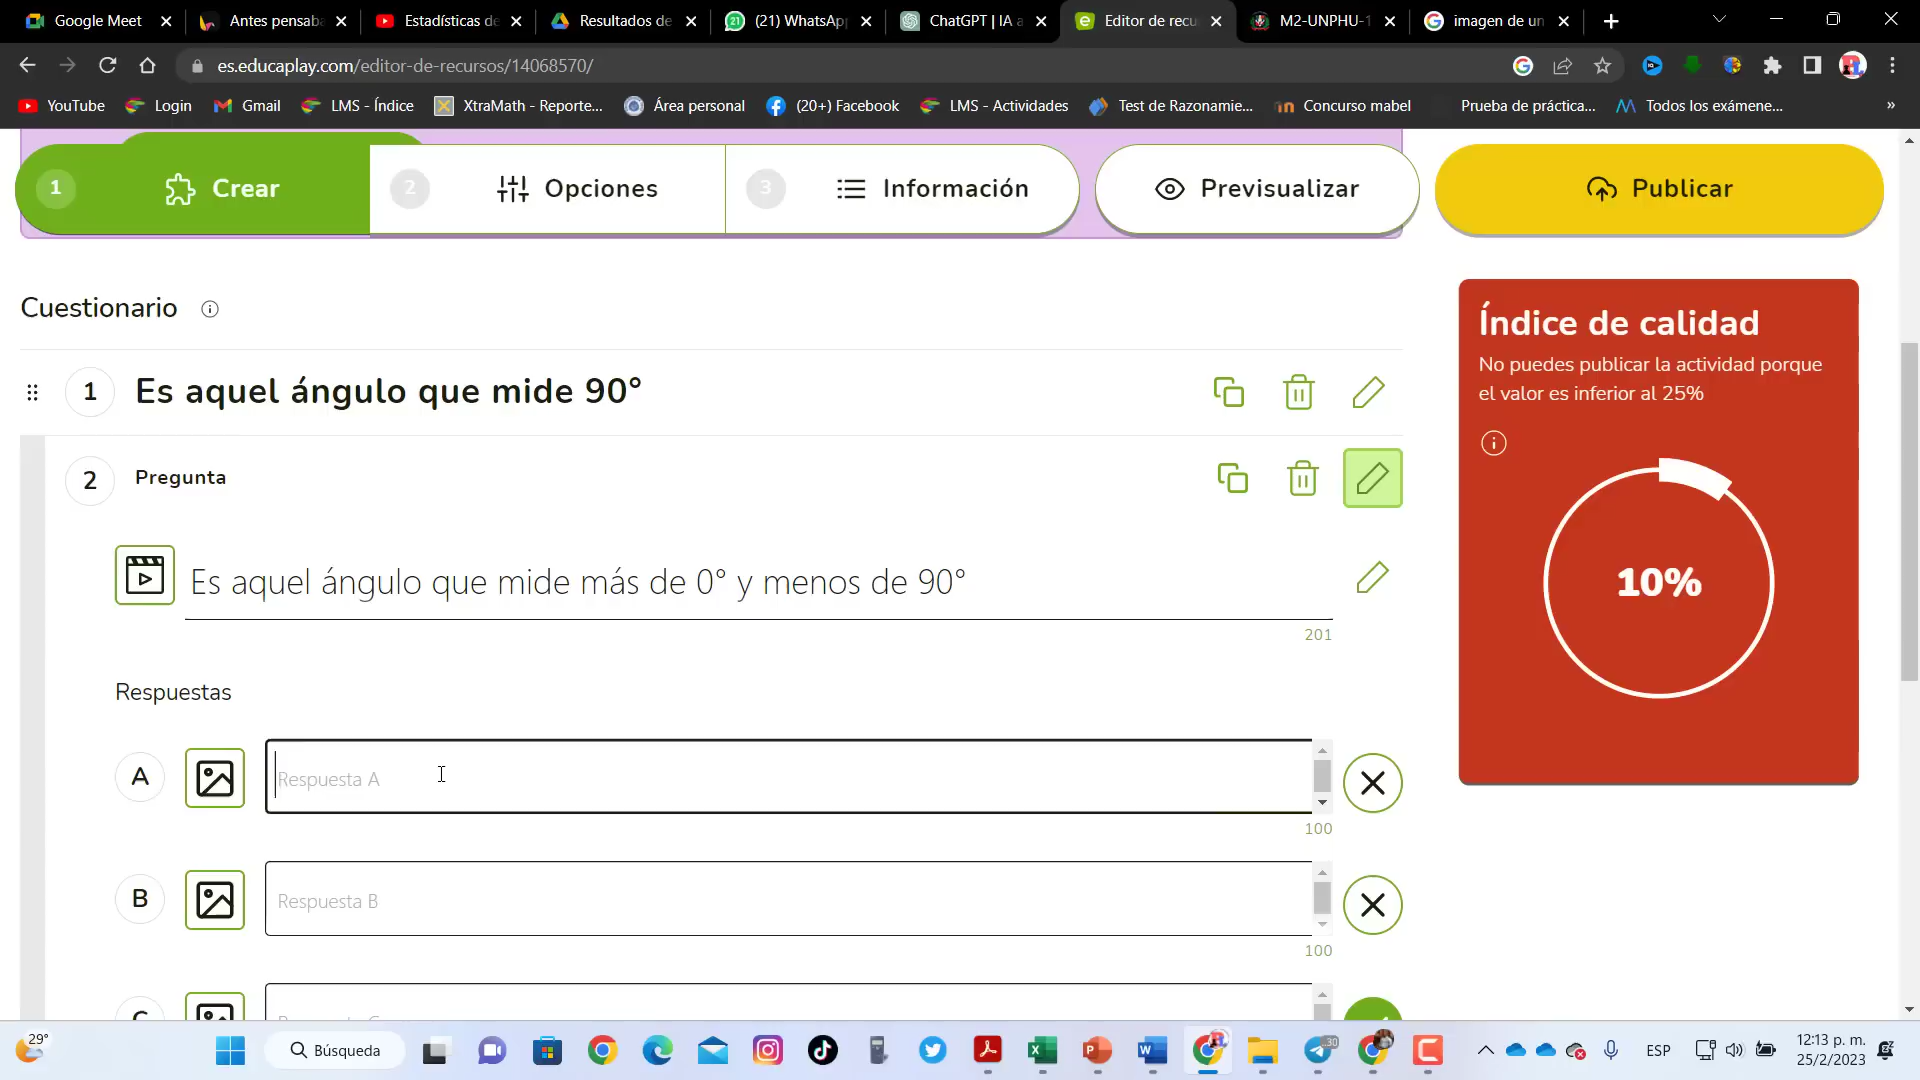 Google Meet
Antes pensaba
Estadísticas de
Resultados de
(21) WhatsApp
ChatGPT | IA a
Editor de recu
M2-UNPHU-1
imagen de un
es.educaplay.com/editor-de-recursos/14068570/
YouTube
Login
Gmail
LMS - Índice
XtraMath - Reporte...
Área personal
(20+) Facebook
LMS - Actividades
Test de Razonamie...
Concurso mabel
Prueba de práctica...
Todos los exámene...
»
1 Crear
2 Opciones
3 Información
Previsualizar
Publicar
Cuestionario
1 Es aquel ángulo que mide 90°
2 Pregunta
Es aquel ángulo que mide más de 0° y menos de 90°
201
Respuestas
A Respuesta A
100
B Respuesta B
100
Índice de calidad
No puedes publicar la actividad porque
el valor es inferior al 25%
10%
29°
Búsqueda
30
ESP
12:13 p. m.
25/2/2023